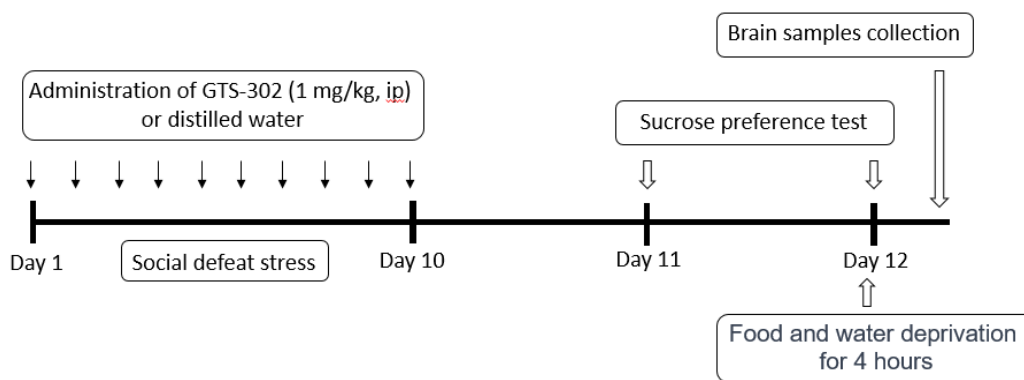 Brain samples collection
Administration of GTS-302 (1 mg/kg, ip)
or distilled water
Sucrose preference test
Day 1
Social defeat stress
Day 10
Day 11
Day 12
Food and water deprivation
for 4 hours